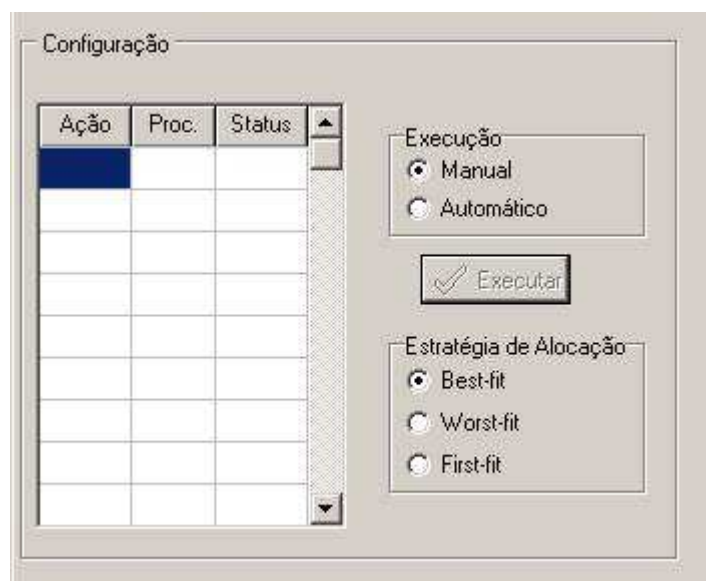 Configuração
Ação Proc. Status
Execução
Manual
Automático
Executar
Estratégia de Alocação
Best-fit
Worst-fit
First-fit